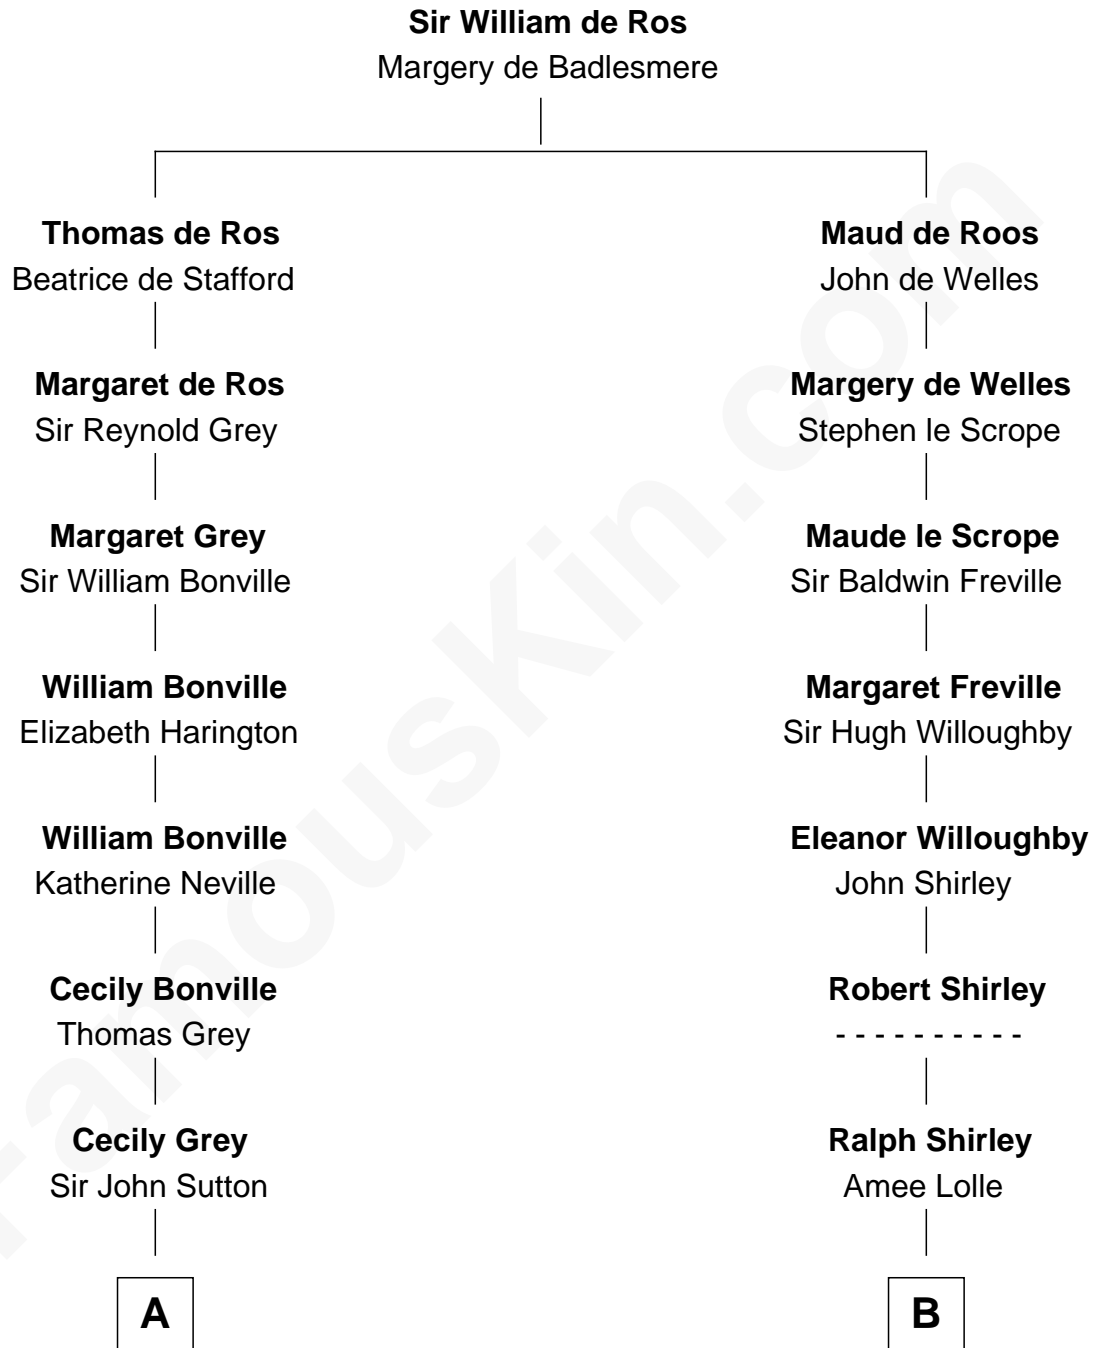 Sir William de Ros
Margery de Badlesmere
Thomas de Ros
Beatrice de Stafford
Maud de Roos
John de Welles
Margaret de Ros
Sir Reynold Grey
Margery de Welles
Stephen le Scrope
Margaret Grey
Sir William Bonville
Maude le Scrope
Sir Baldwin Freville
William Bonville
Elizabeth Harington
Margaret Freville
Sir Hugh Willoughby
William Bonville
Katherine Neville
Eleanor Willoughby
John Shirley
Cecily Bonville
Thomas Grey
Robert Shirley
- - - - - - - - - -
Cecily Grey
Sir John Sutton
Ralph Shirley
Amee Lolle
A
B
FamousKin.com